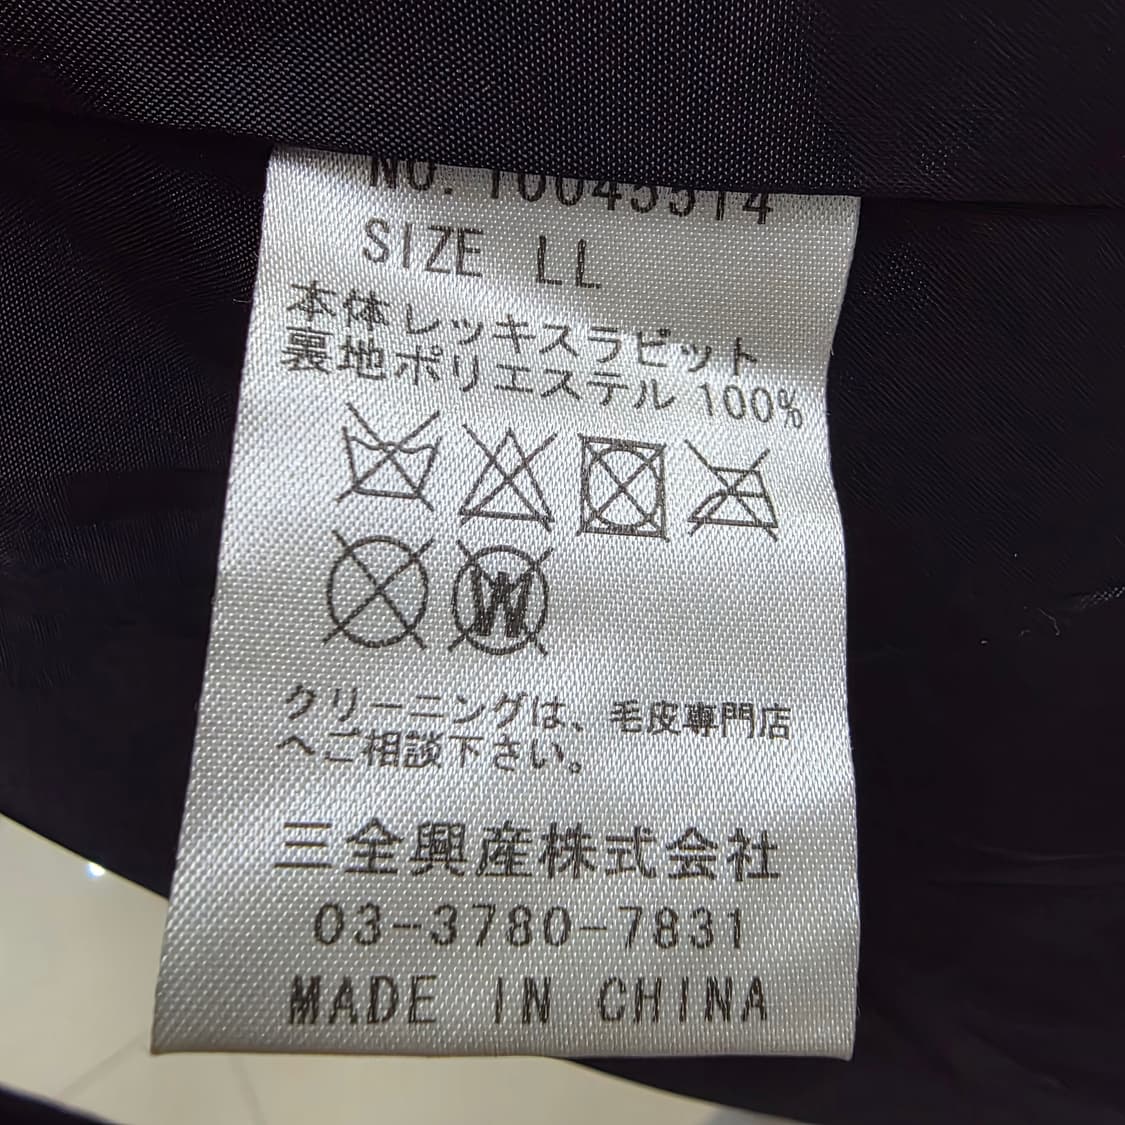 NO. 10045514
SIZE LL
本体レッキスラビット
裏地ポリエステル 100%
W
クリーニングは、毛皮専門店
へご相談下さい。
三全興産株式会社
03-3780-7831
MADE IN CHINA